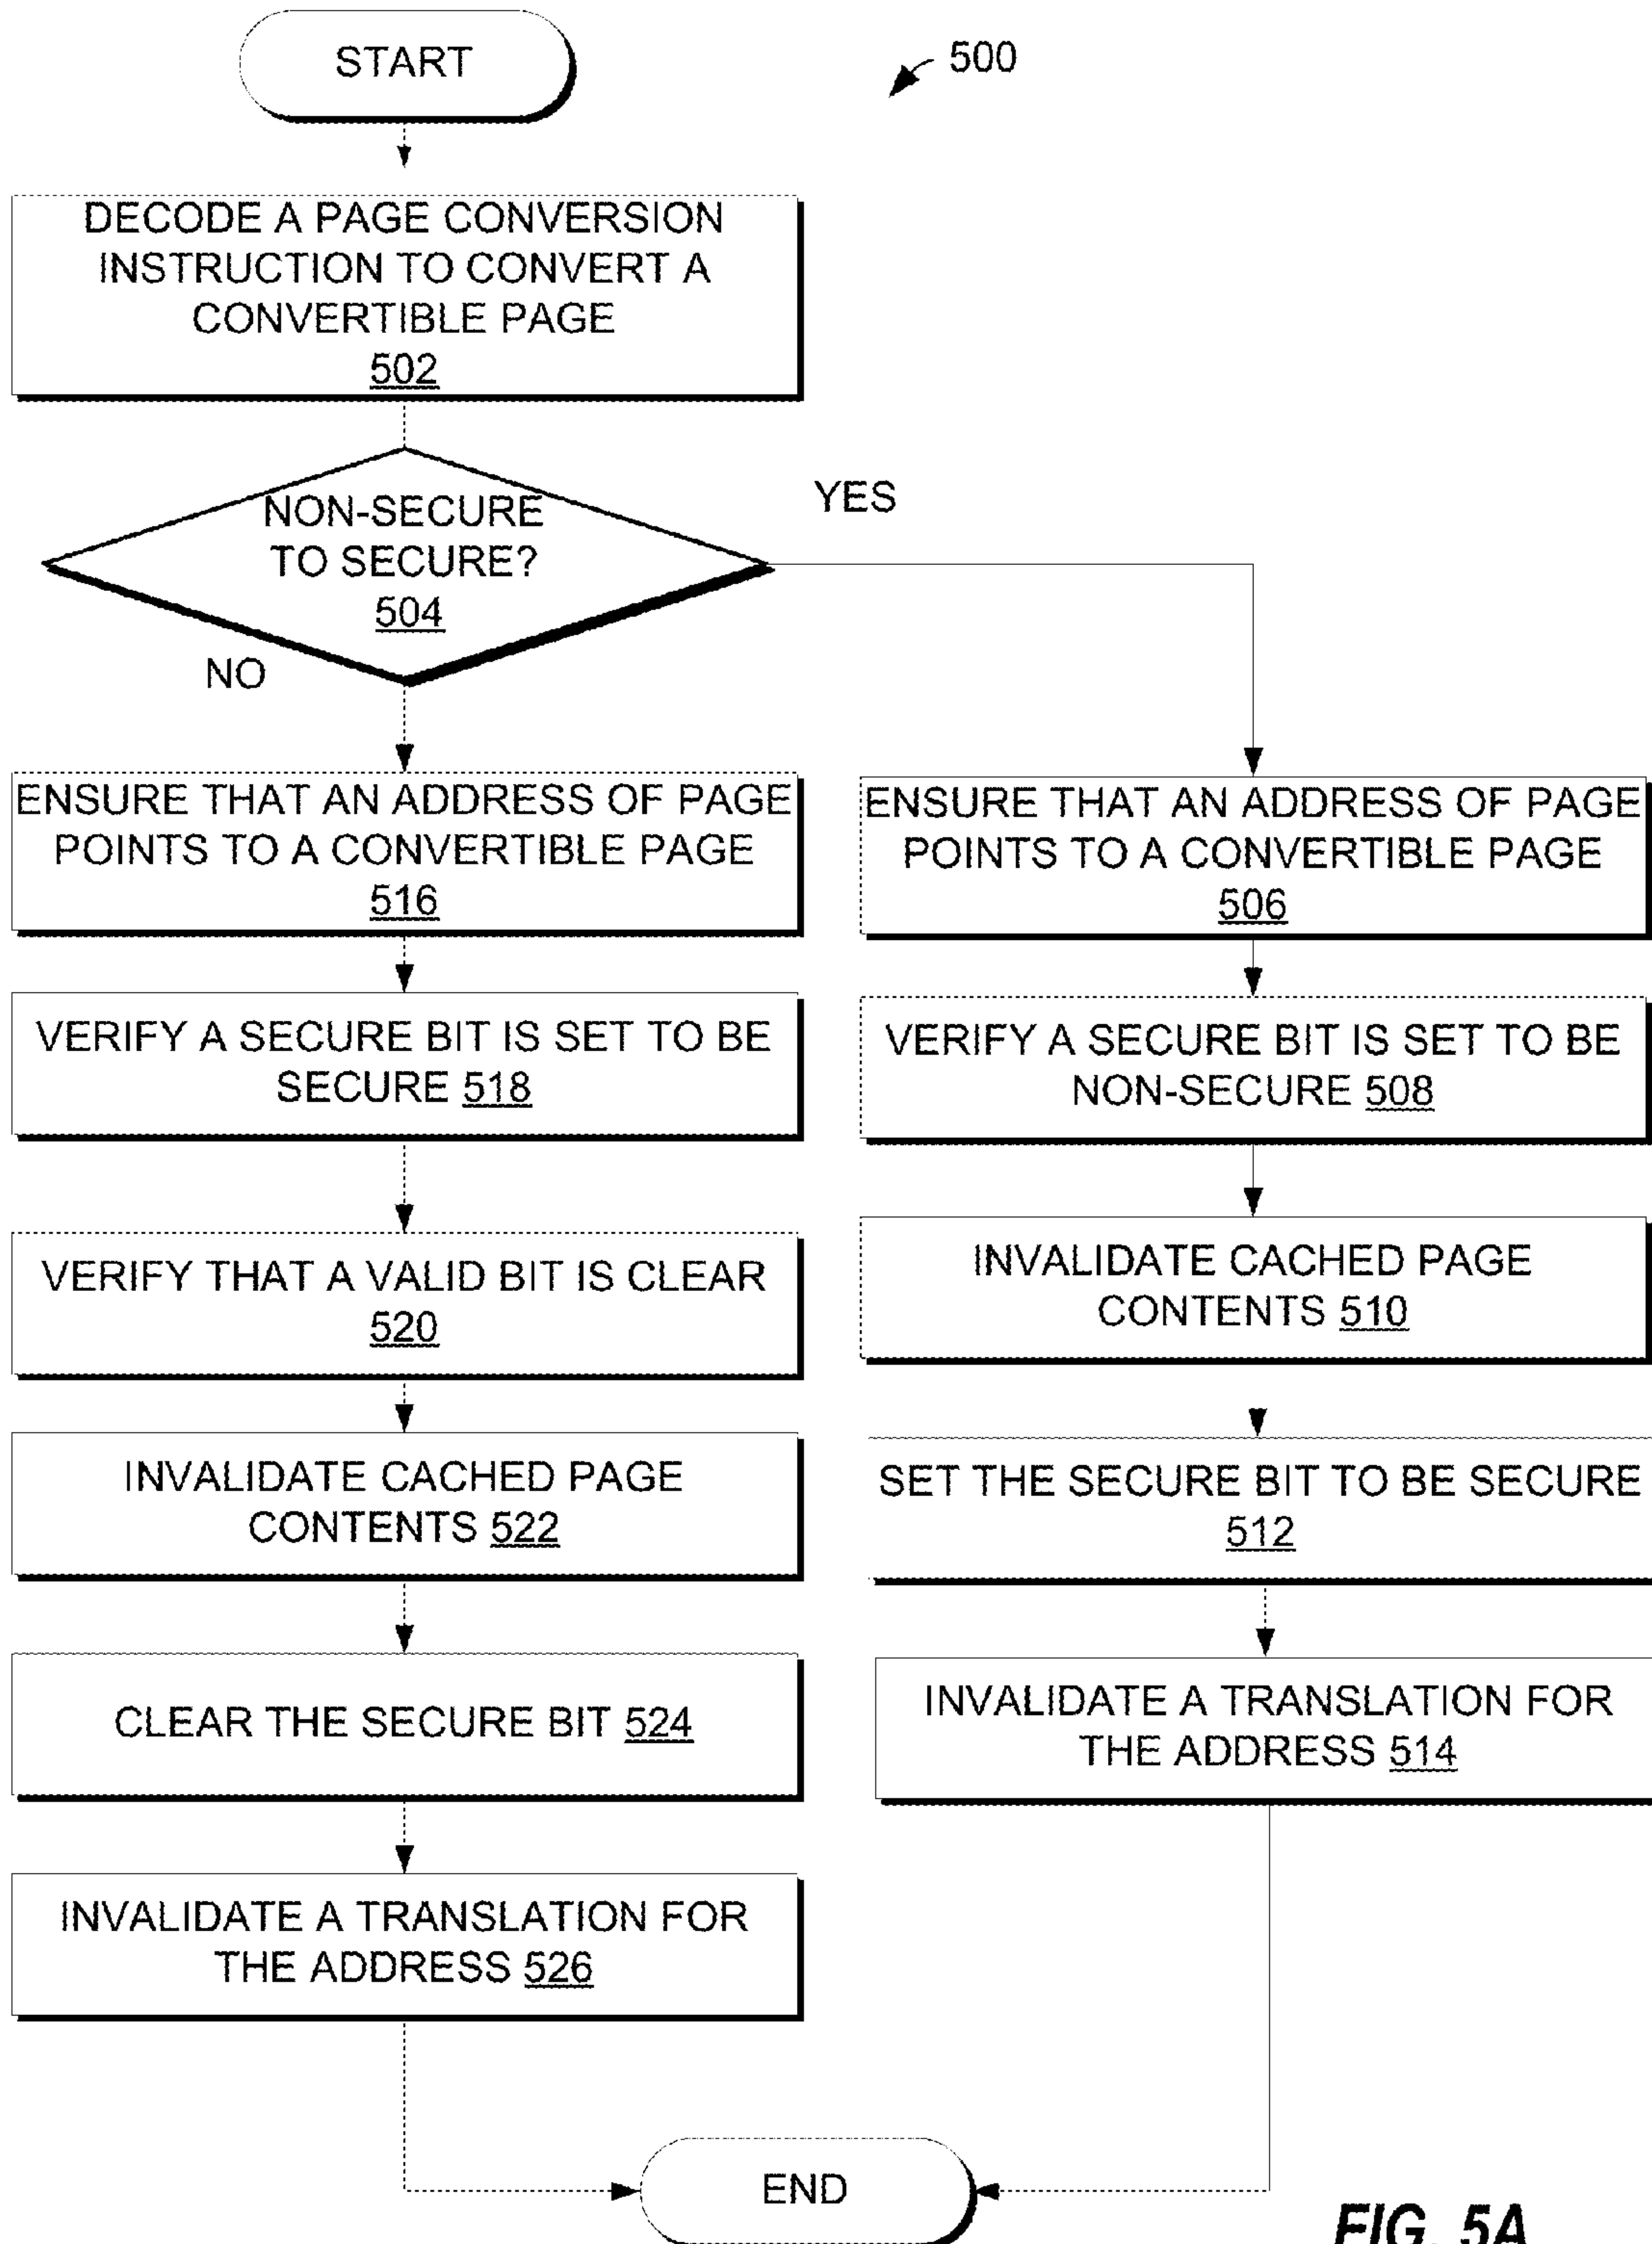 START
500
DECODE A PAGE CONVERSION
INSTRUCTION TO CONVERT A
CONVERTIBLE PAGE
502
NON-SECURE
TO SECURE?
504
YES
NO
ENSURE THAT AN ADDRESS OF PAGE
POINTS TO A CONVERTIBLE PAGE
516
VERIFY A SECURE BIT IS SET TO BE
SECURE 518
VERIFY THAT A VALID BIT IS CLEAR
520
INVALIDATE CACHED PAGE
CONTENTS 522
CLEAR THE SECURE BIT 524
INVALIDATE A TRANSLATION FOR
THE ADDRESS 526
ENSURE THAT AN ADDRESS OF PAGE
POINTS TO A CONVERTIBLE PAGE
506
VERIFY A SECURE BIT IS SET TO BE
NON-SECURE 508
INVALIDATE CACHED PAGE
CONTENTS 510
SET THE SECURE BIT TO BE SECURE
512
INVALIDATE A TRANSLATION FOR
THE ADDRESS 514
END
FIG. 5A